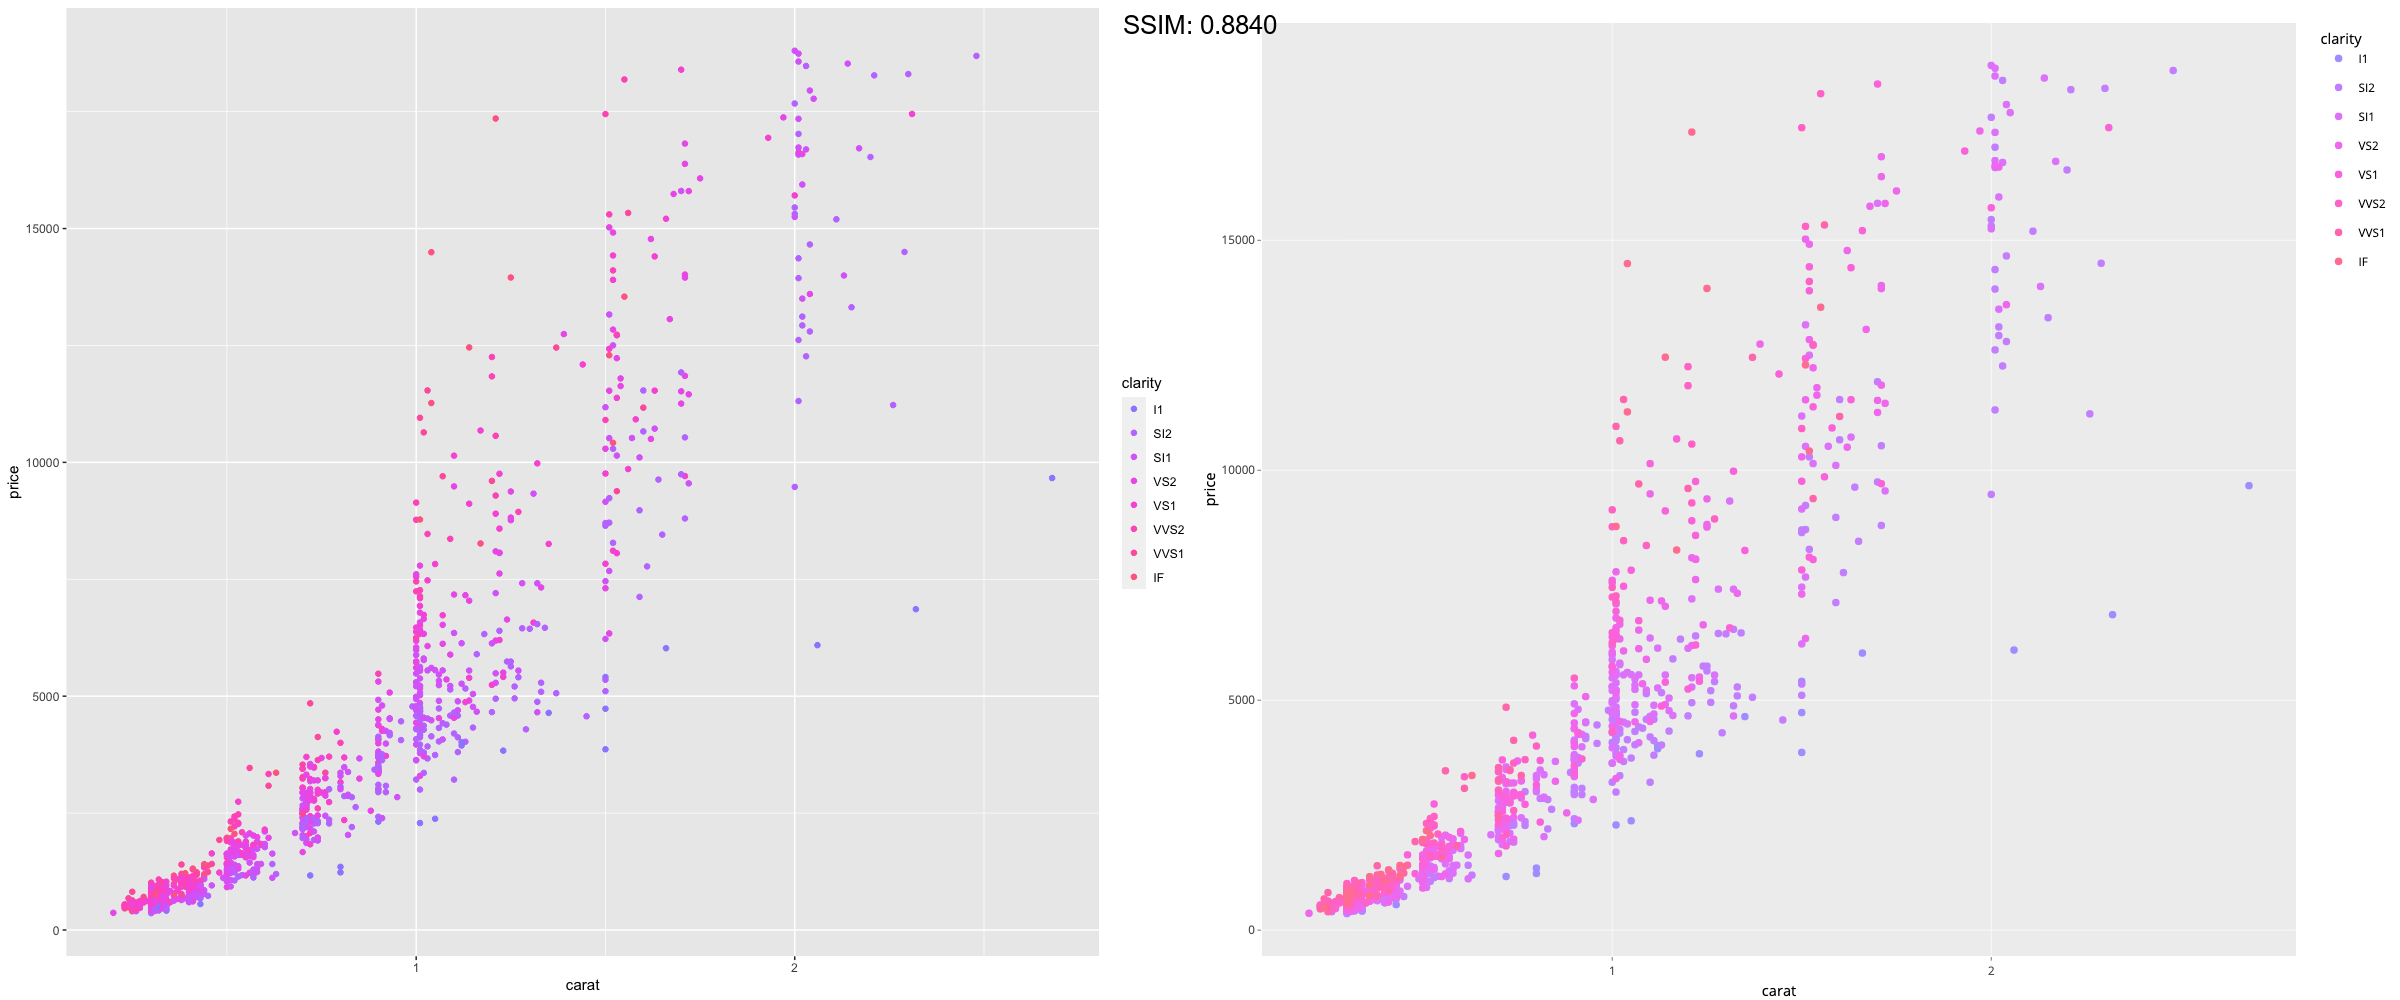 SSIM: 0.8840
price
15000
10000
5000
0
1
2
carat
clarity
I1
SI2
SI1
VS2
VS1
VVS2
VVS1
IF
price
15000
10000
5000
0
1
2
carat
clarity
I1
SI2
SI1
VS2
VS1
VVS2
VVS1
IF